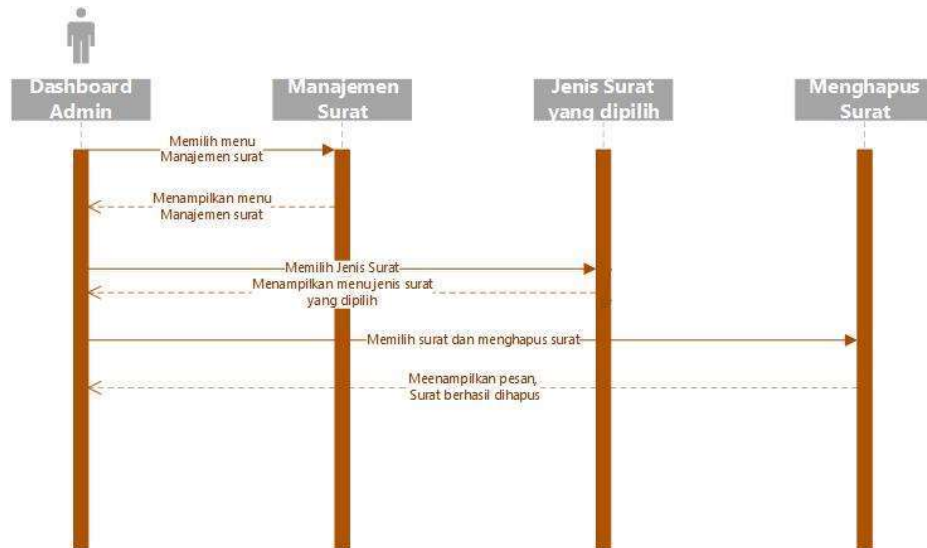 Dashboard
Admin
Manajemen
Surat
Jenis Surat
yang dipilih
Menghapus
Surat
Memilih menu
Manajemen surat
Menampilkan menu
Manajemen surat
Memilih Jenis Surat
Menampilkan menu jenis surat
yang dipilih
Memilih surat dan menghapus surat
Meenampilkan pesan,
Surat berhasil dihapus